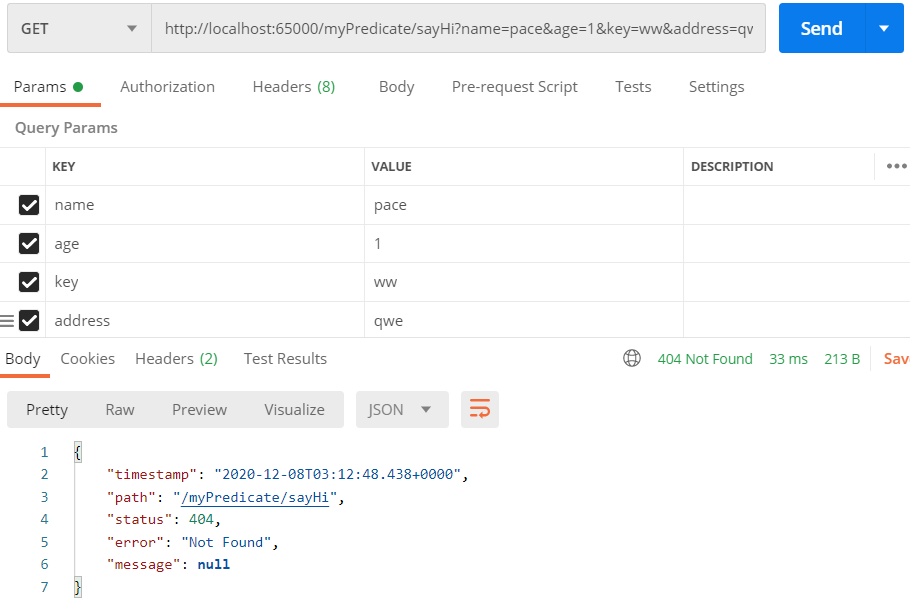 GET http://localhost:65000/myPredicate/sayHi?name=pace&age=1&key=ww&address=qw Send
Params Authorization Headers (8) Body Pre-request Script Tests Settings
Query Params
KEY VALUE DESCRIPTION •••
name pace
age 1
key ww
address qwe
Body Cookies Headers (2) Test Results 404 Not Found 33 ms 213 B Sav
Pretty Raw Preview Visualize JSON
1 {
2 "timestamp": "2020-12-08T03:12:48.438+0000",
3 "path": "/myPredicate/sayHi",
4 "status": 404,
5 "error": "Not Found",
6 "message": null
7 }